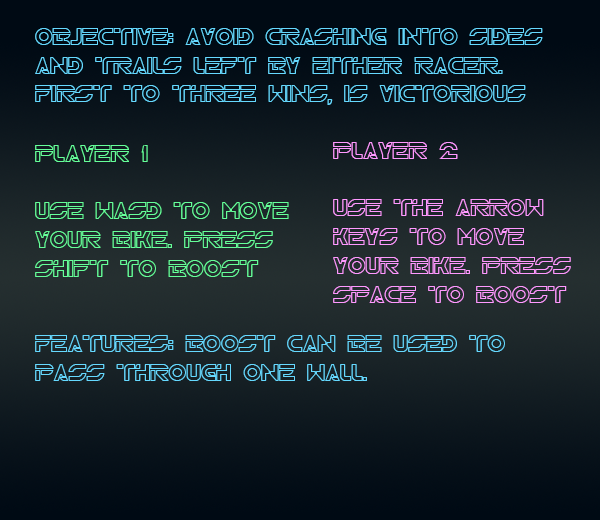 OBJECTIVE: AVOID CRASHING INTO SIDES
AND TRAILS LEFT BY EITHER RACER.
FIRST TO THREE WINS, IS VICTORIOUS
PLAYER 1
USE WASD TO MOVE
YOUR BIKE. PRESS
SHIFT TO BOOST
PLAYER 2
USE THE ARROW
KEYS TO MOVE
YOUR BIKE. PRESS
SPACE TO BOOST
FEATURES: BOOST CAN BE USED TO
PASS THROUGH ONE WALL.